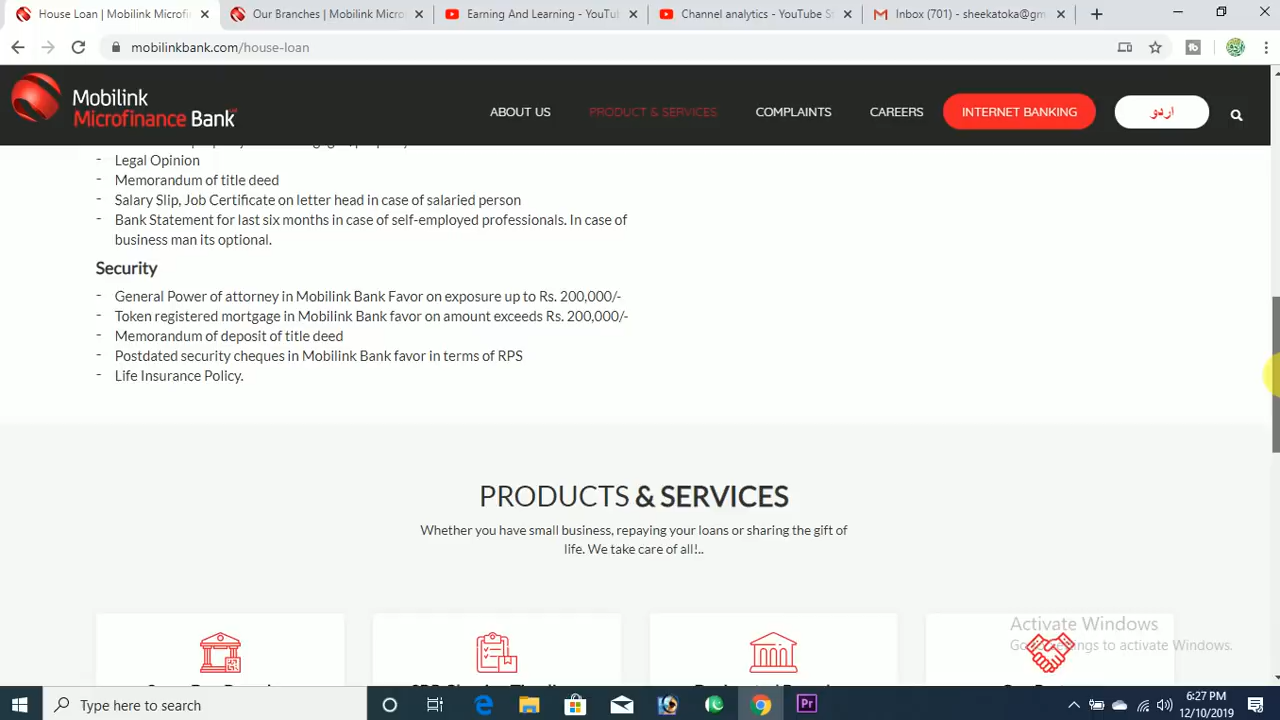 House Loan | Mobilink Microfin
Our Branches | Mobilink Micro
Earning And Learning - YouTu
Channel analytics - YouTube S
Inbox (701) - sheekatoka@gm
mobilinkbank.com/house-loan
Mobilink
Microfinance Bank
ABOUT US
PRODUCT & SERVICES
COMPLAINTS
CAREERS
INTERNET BANKING
اردو
- Legal Opinion
- Memorandum of title deed
- Salary Slip, Job Certificate on letter head in case of salaried person
- Bank Statement for last six months in case of self-employed professionals. In case of
business man its optional.
Security
- General Power of attorney in Mobilink Bank Favor on exposure up to Rs. 200,000/-
- Token registered mortgage in Mobilink Bank favor on amount exceeds Rs. 200,000/-
- Memorandum of deposit of title deed
- Postdated security cheques in Mobilink Bank favor in terms of RPS
- Life Insurance Policy.
PRODUCTS & SERVICES
Whether you have small business, repaying your loans or sharing the gift of
life. We take care of all!..
Activate Windows
Settings to activate Windows.
Type here to search
Pr
6:27 PM
12/10/2019